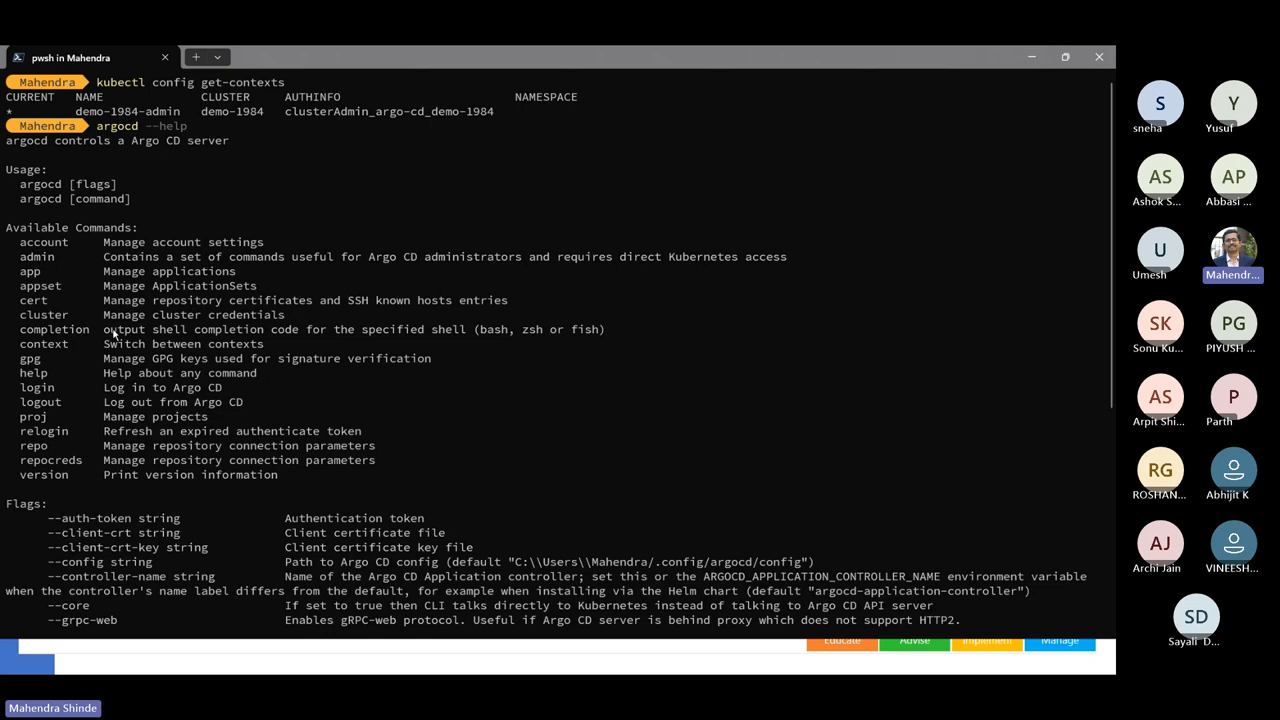 pwsh in Mahendra
Mahendra kubectl config get-contexts
CURRENT NAME CLUSTER AUTHINFO NAMESPACE
* demo-1984-admin demo-1984 clusterAdmin_argo-cd_demo-1984
Mahendra argocd --help
argocd controls a Argo CD server
Usage:
argocd [flags]
argocd [command]
Available Commands:
account Manage account settings
admin Contains a set of commands useful for Argo CD administrators and requires direct Kubernetes access
app Manage applications
appset Manage ApplicationSets
cert Manage repository certificates and SSH known hosts entries
cluster Manage cluster credentials
completion output shell completion code for the specified shell (bash, zsh or fish)
context Switch between contexts
gpg Manage GPG keys used for signature verification
help Help about any command
login Log in to Argo CD
logout Log out from Argo CD
proj Manage projects
relogin Refresh an expired authenticate token
repo Manage repository connection parameters
repocreds Manage repository connection parameters
version Print version information
Flags:
--auth-token string Authentication token
--client-crt string Client certificate file
--client-crt-key string Client certificate key file
--config string Path to Argo CD config (default "C:\\Users\\Mahendra/.config/argocd/config")
--controller-name string Name of the Argo CD Application controller; set this or the ARGOCD_APPLICATION_CONTROLLER_NAME environment variable
when the controller's name label differs from the default, for example when installing via the Helm chart (default "argocd-application-controller")
--core If set to true then CLI talks directly to Kubernetes instead of talking to Argo CD API server
--grpc-web Enables gRPC-web protocol. Useful if Argo CD server is behind proxy which does not support HTTP2.
Educate Advise Implement Manage
S Y
sneha Yusuf
AS AP
Ashok S... Abbasi ...
U
Umesh Mahendr...
SK PG
Sonu Ku... PIYUSH ...
AS P
Arpit Shi... Parth
RG
ROSHAN... Abhijit K
AJ
Archi Jain VINEESH...
SD
Sayali D...
Mahendra Shinde